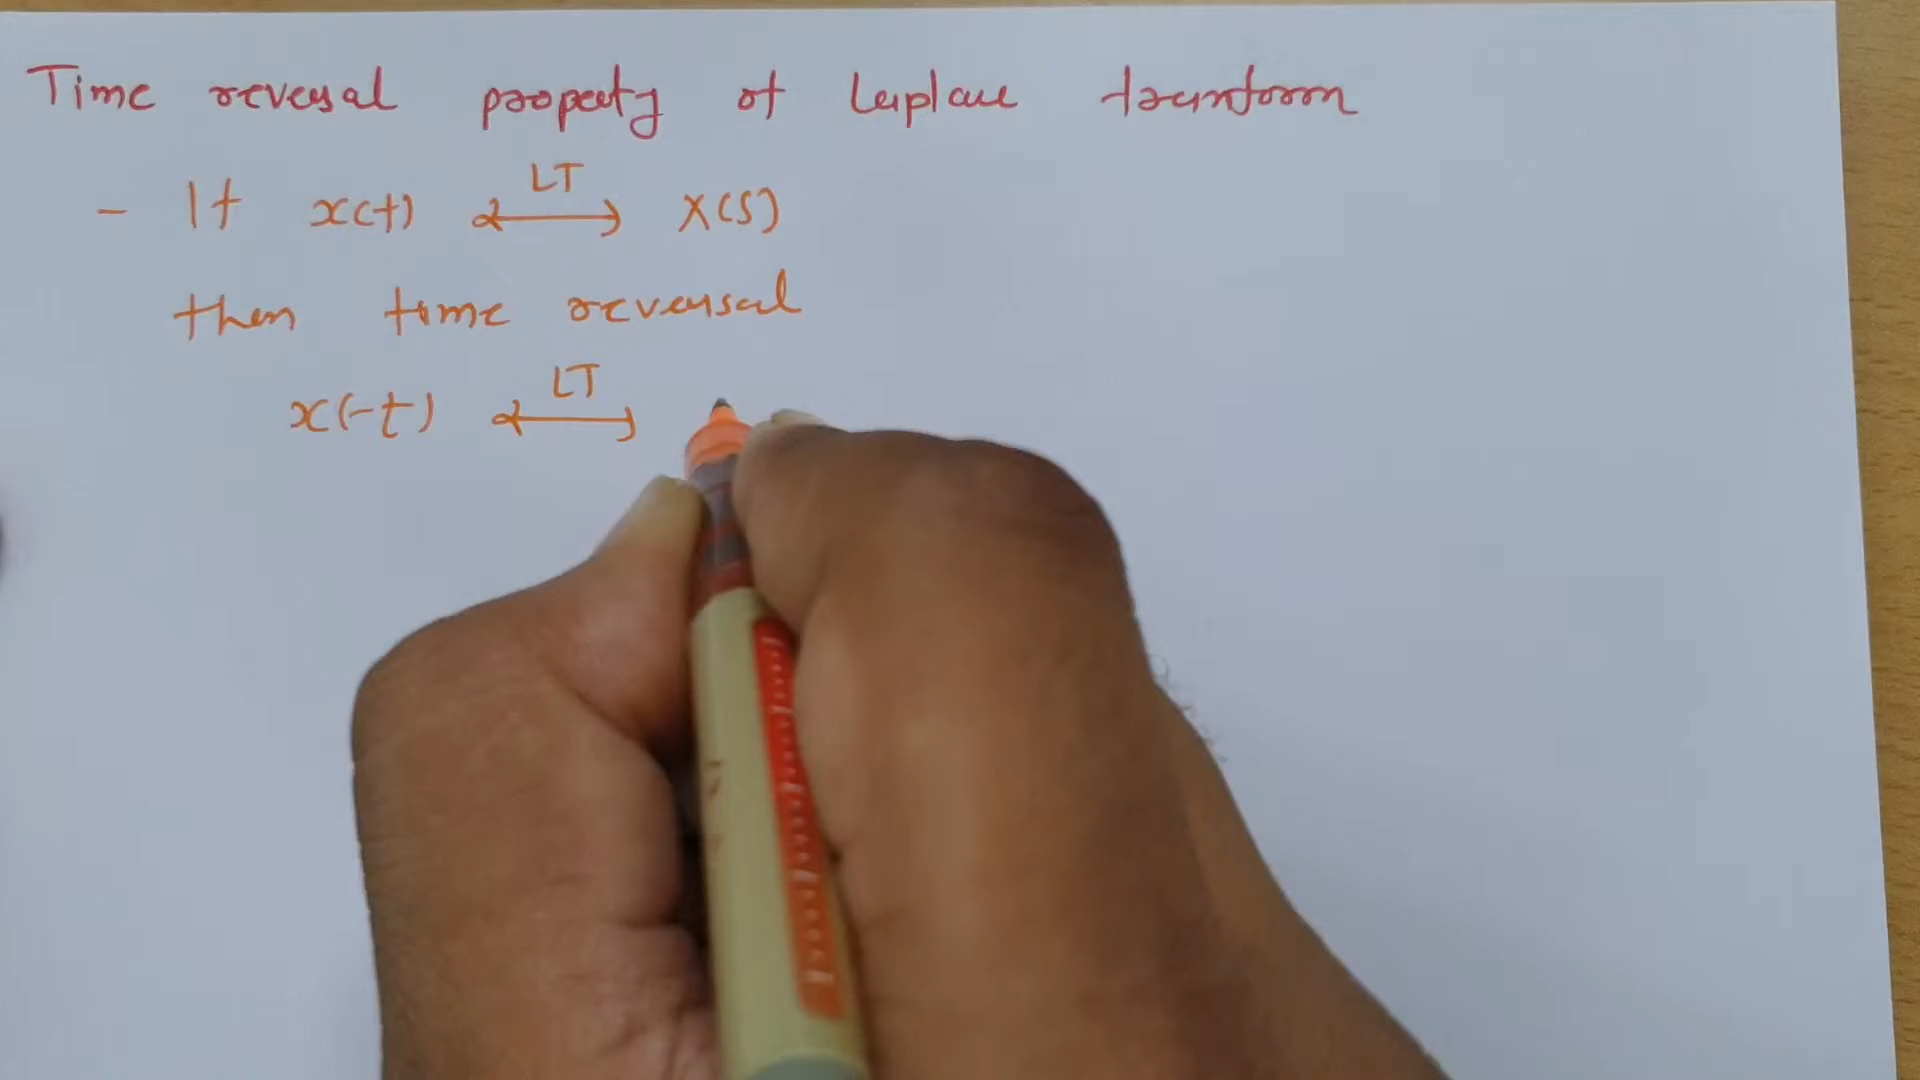 Time reversal property of Laplace transform
- If x(t) ⟷ LT X(s)
then time reversal
x(-t) ⟷ LT